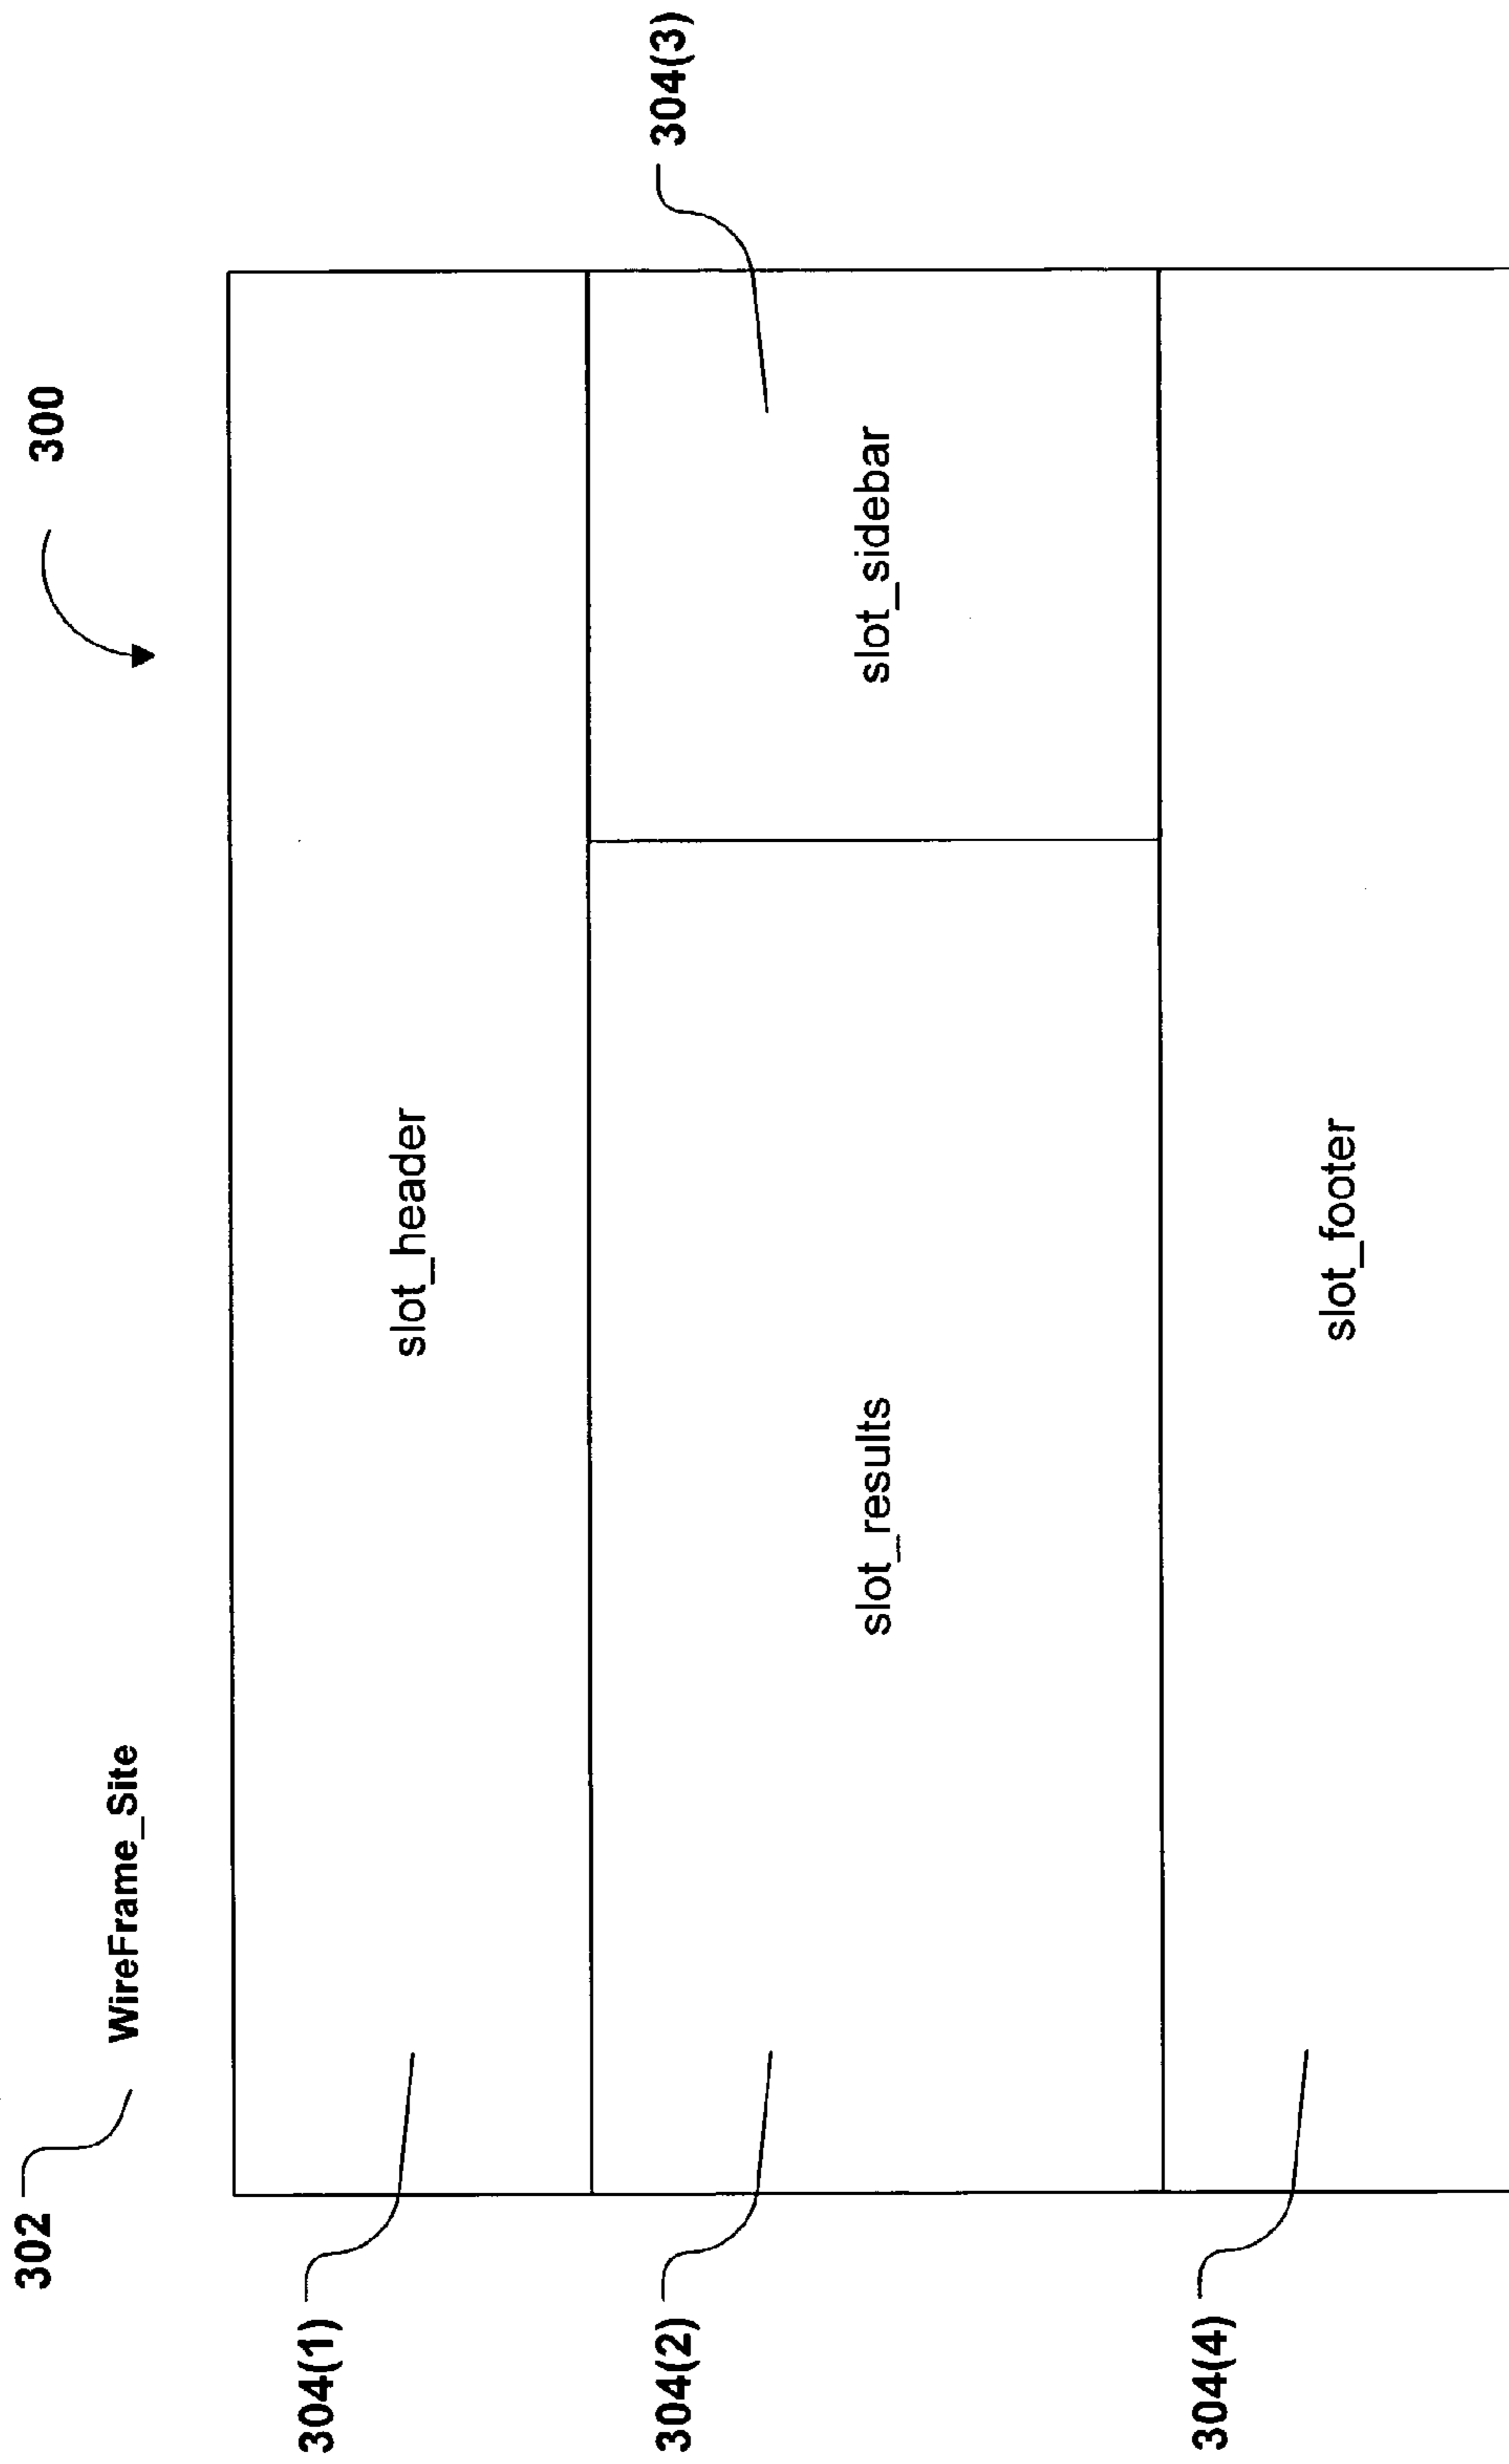 300
302
WireFrame_Site
304(1)
slot_header
304(3)
304(2)
slot_results
slot_sidebar
304(4)
slot_footer